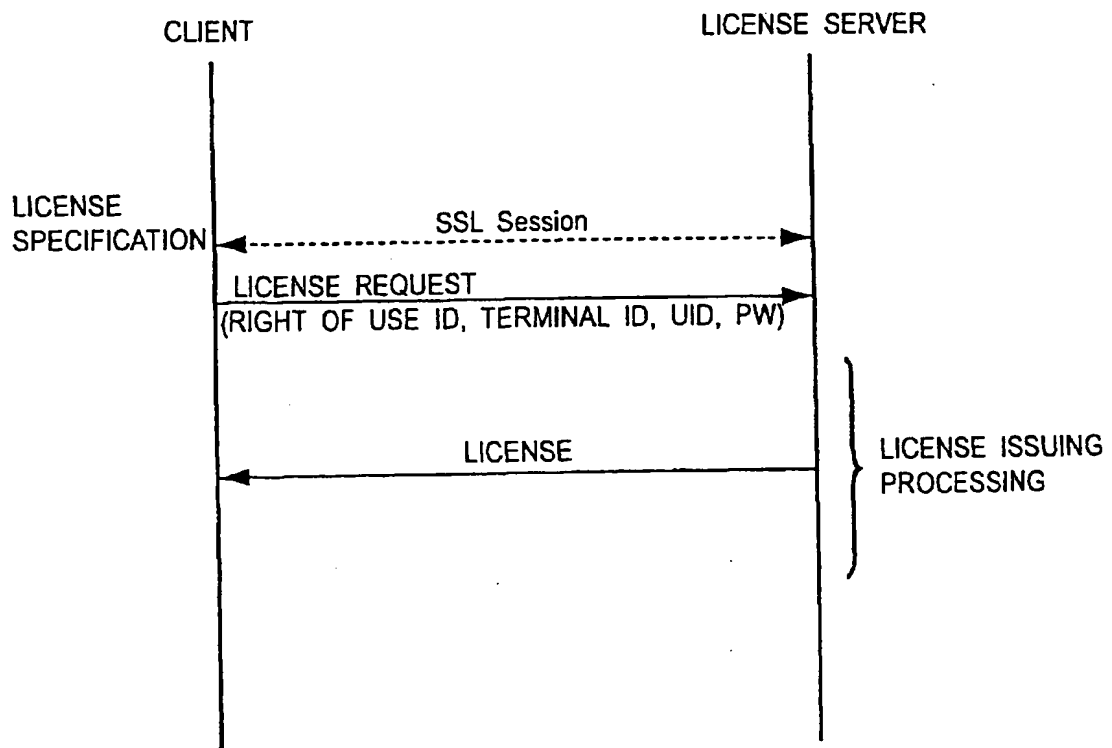 CLIENT
LICENSE SERVER
LICENSE
SPECIFICATION
SSL Session
LICENSE REQUEST
(RIGHT OF USE ID, TERMINAL ID, UID, PW)
LICENSE
LICENSE ISSUING
PROCESSING